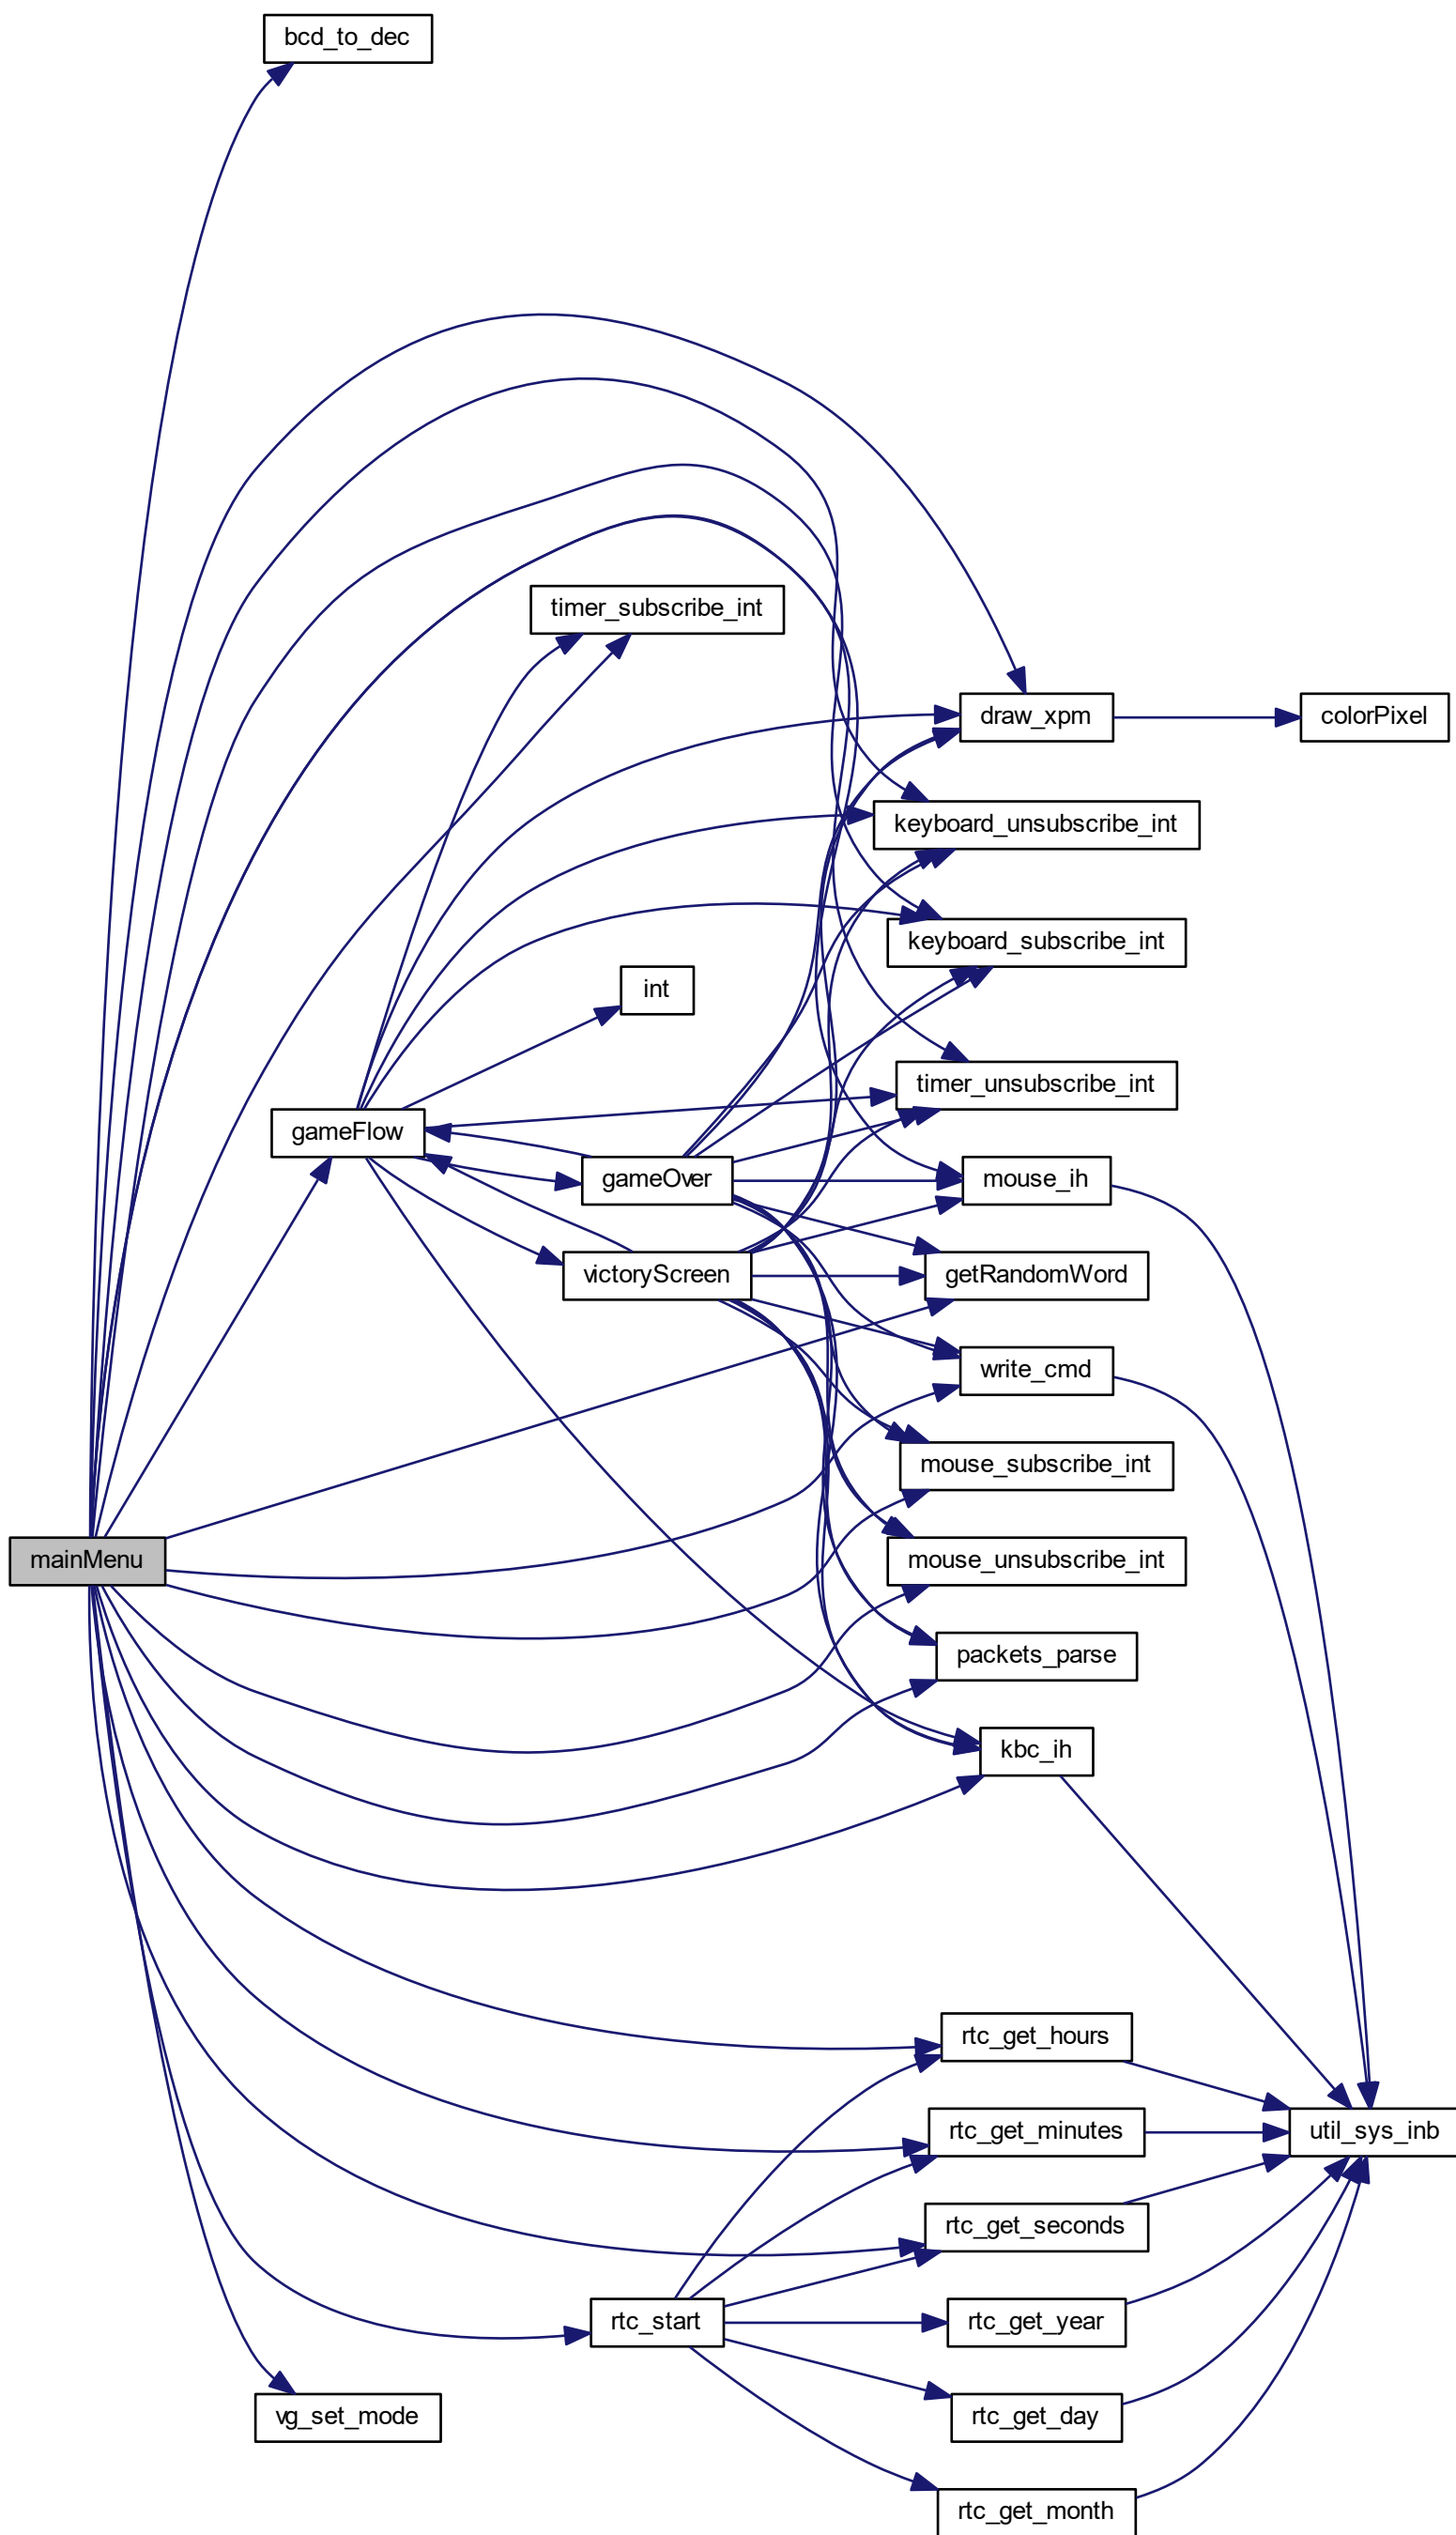 bcd_to_dec
timer_subscribe_int
draw_xpm
colorPixel
keyboard_unsubscribe_int
keyboard_subscribe_int
int
timer_unsubscribe_int
gameFlow
gameOver
mouse_ih
victoryScreen
getRandomWord
write_cmd
mouse_subscribe_int
mainMenu
mouse_unsubscribe_int
packets_parse
kbc_ih
rtc_get_hours
rtc_get_minutes
util_sys_inb
rtc_get_seconds
rtc_start
rtc_get_year
vg_set_mode
rtc_get_day
rtc_get_month